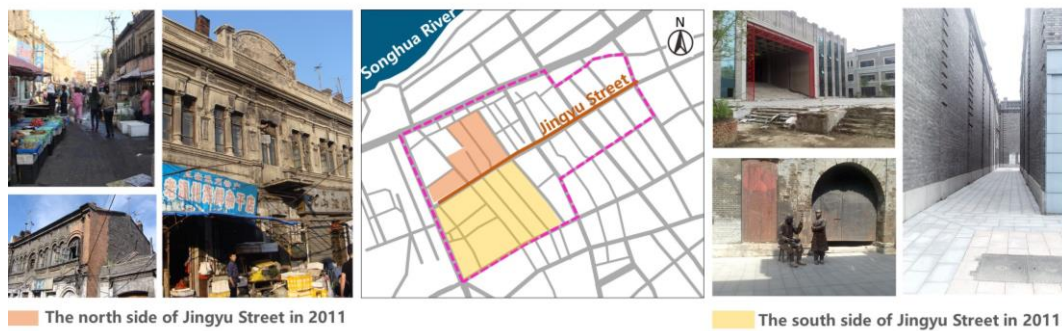 Songhua River
N
Jingyu Street
The north side of Jingyu Street in 2011
The south side of Jingyu Street in 2011